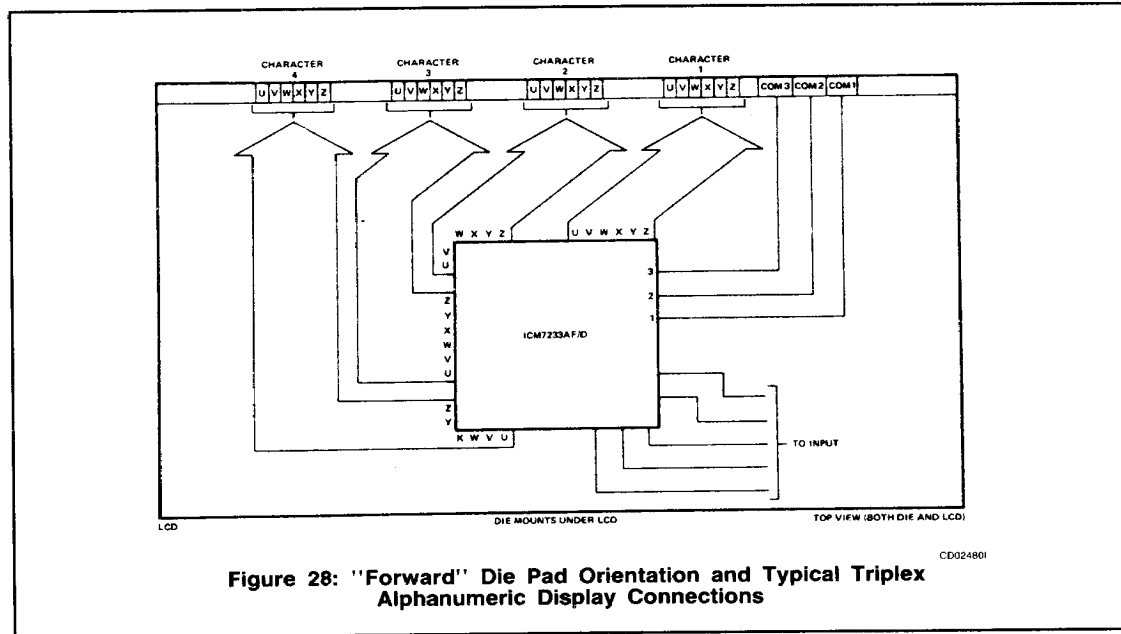 CHARACTER 4
CHARACTER 3
CHARACTER 2
CHARACTER 1
U V W X Y Z
U V W X Y Z
U V W X Y Z
U V W X Y Z
COM 3 COM 2 COM 1
W X Y Z
U V W X Y Z
V
U
Z
Y
X
W
V
U
Z
Y
X W V U
3
2
1
ICM7233AF/D
TO INPUT
LCD
DIE MOUNTS UNDER LCD
TOP VIEW (BOTH DIE AND LCD)
CD02480I
Figure 28: "Forward" Die Pad Orientation and Typical Triplex
Alphanumeric Display Connections